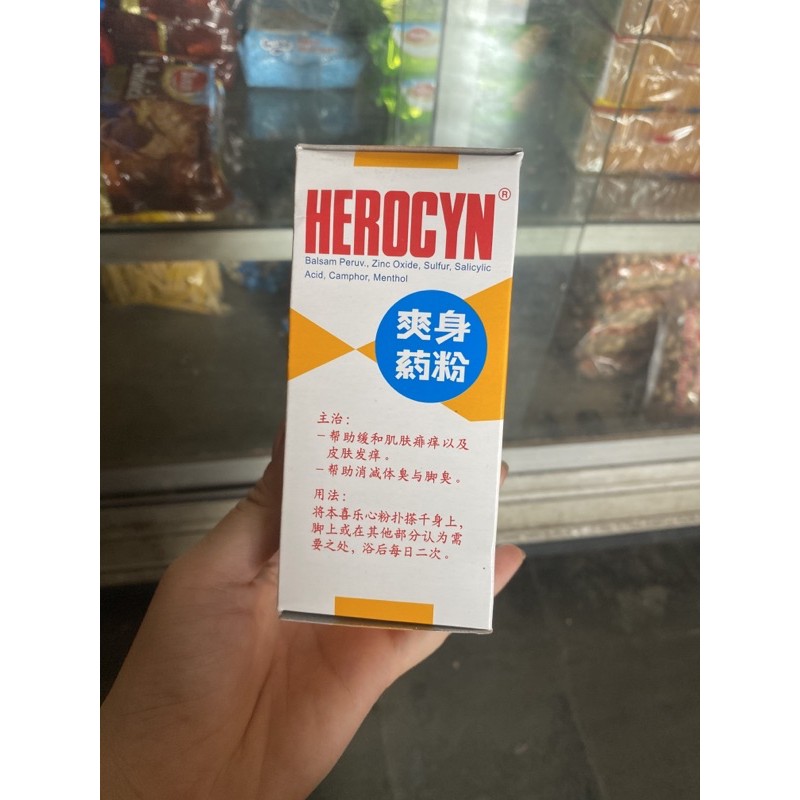 HEROCYN®
Balsam Peruv., Zinc Oxide, Sulfur, Salicylic
Acid, Camphor, Menthol
爽身
药粉
主治：
－帮助缓和肌肤痱痒以及
皮肤发痒。
－帮助消减体臭与脚臭。
用法：
将本喜乐心粉扑搽千身上，
脚上或在其他部分认为需
要之处，浴后每日二次。